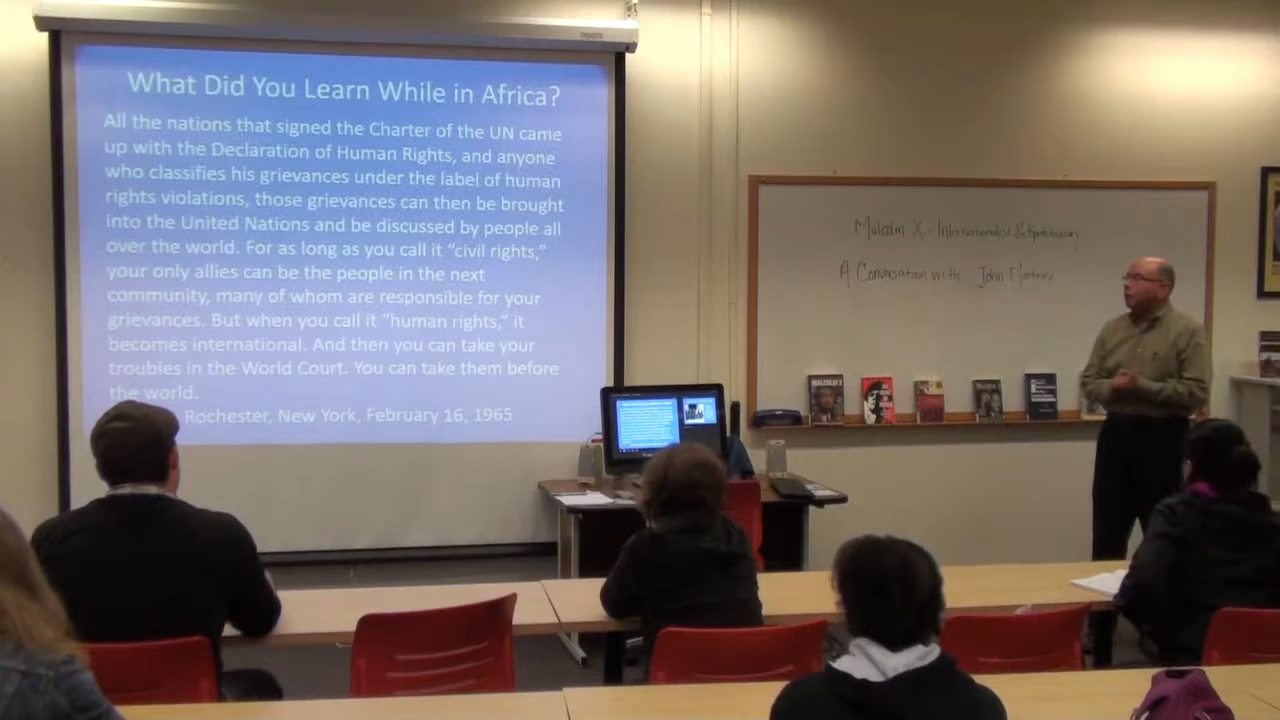 What Did You Learn While in Africa?
All the nations that signed the Charter of the UN came
up with the Declaration of Human Rights, and anyone
who classifies his grievances under the label of human
rights violations, those grievances can then be brought
into the United Nations and be discussed by people all
over the world. For as long as you call it “civil rights,”
your only allies can be the people in the next
community, many of whom are responsible for your
grievances. But when you call it “human rights,” it
becomes international. And then you can take your
troubles in the World Court. You can take them before
the world.
Rochester, New York, February 16, 1965
Malcolm X - Internationalist &
A Conversation with John
MALCOLM X